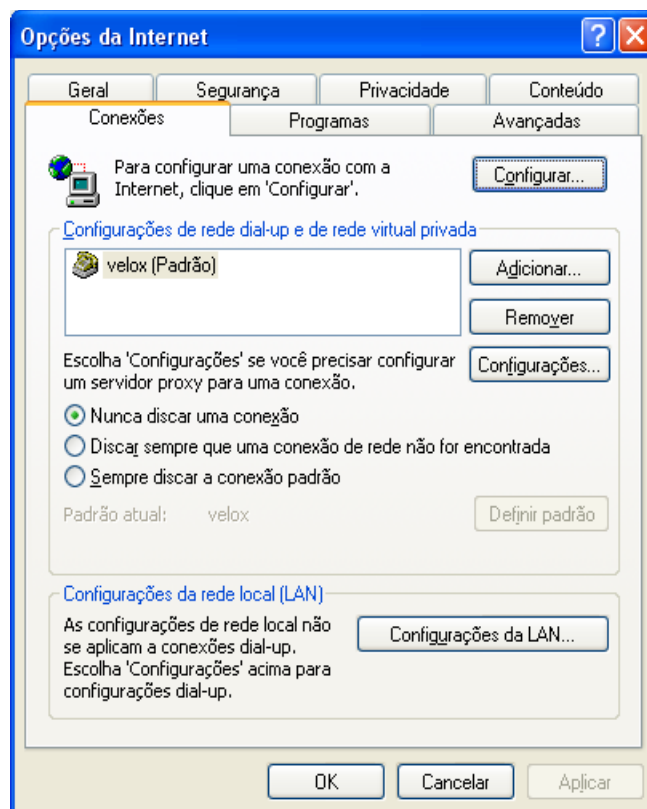 Opções da Internet
Geral
Segurança
Privacidade
Conteúdo
Conexões
Programas
Avançadas
Para configurar uma conexão com a
Internet, clique em 'Configurar'.
Configurar...
Configurações de rede dial-up e de rede virtual privada
velox (Padrão)
Adicionar...
Remover
Escolha 'Configurações' se você precisar configurar
um servidor proxy para uma conexão.
Configurações...
Nunca discar uma conexão
Discar sempre que uma conexão de rede não for encontrada
Sempre discar a conexão padrão
Padrão atual: velox
Definir padrão
Configurações da rede local (LAN)
As configurações de rede local não
se aplicam a conexões dial-up.
Escolha 'Configurações' acima para
configurações dial-up.
Configurações da LAN...
OK
Cancelar
Aplicar